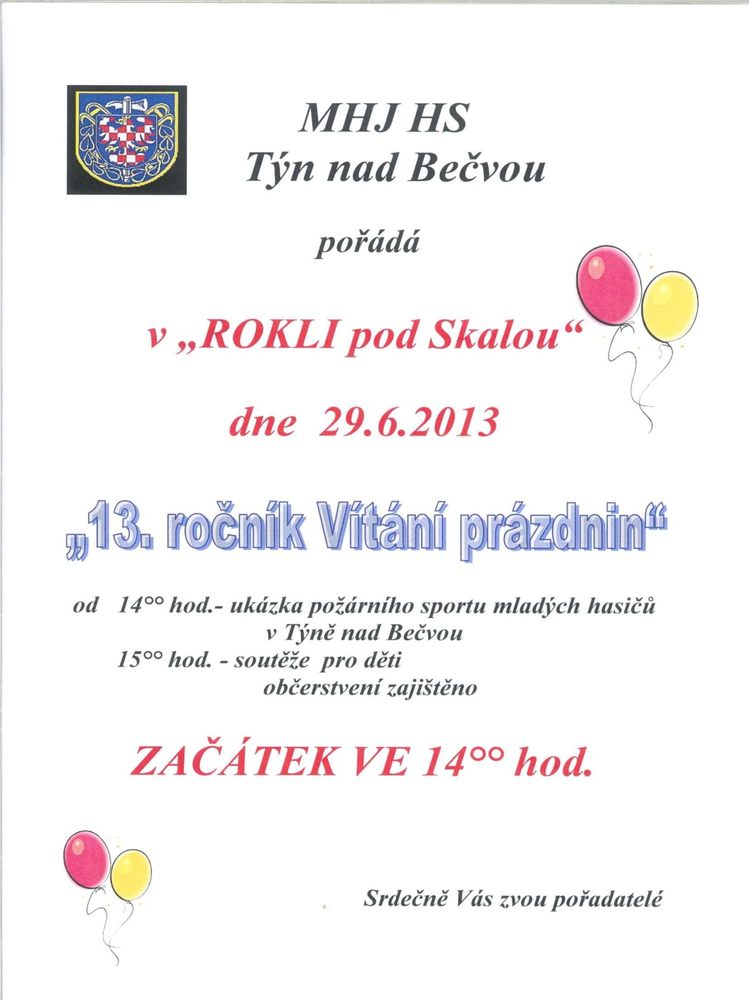 MHJ HS
Týn nad Bečvou
pořádá
v „ROKLI pod Skalou“
dne 29.6.2013
„13. ročník Vítání prázdnin“
od 14°° hod.- ukázka požárního sportu mladých hasičů
v Týně nad Bečvou
15°° hod. - soutěže pro děti
občerstvení zajištěno
ZAČÁTEK VE 14°° hod.
Srdečně Vás zvou pořadatelé